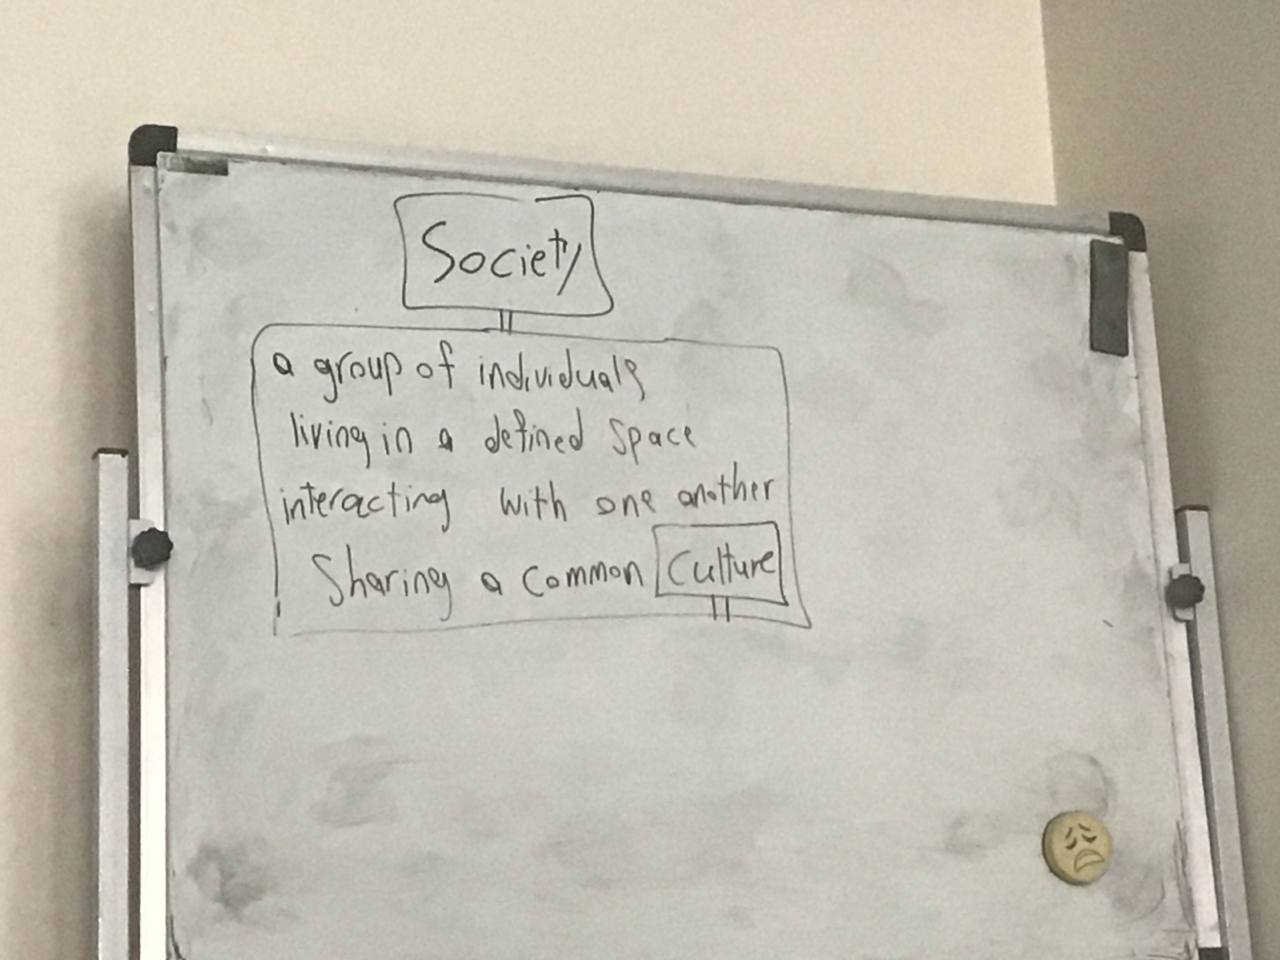 Society
a group of individuals
living in a defined space
interacting with one another
Sharing a common Culture